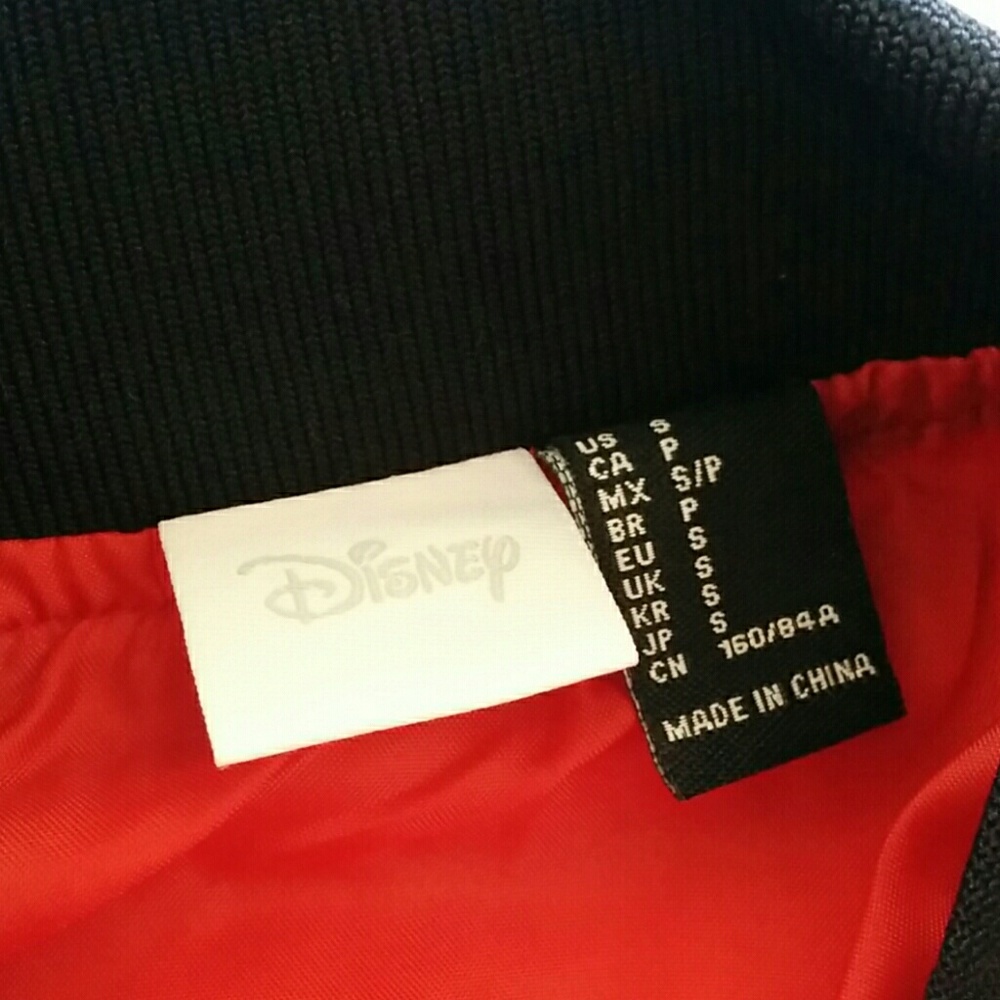 Disney
US S
CA P
MX S/P
BR P
EU S
UK S
KR S
JP S
CN 160/84A
MADE IN CHINA